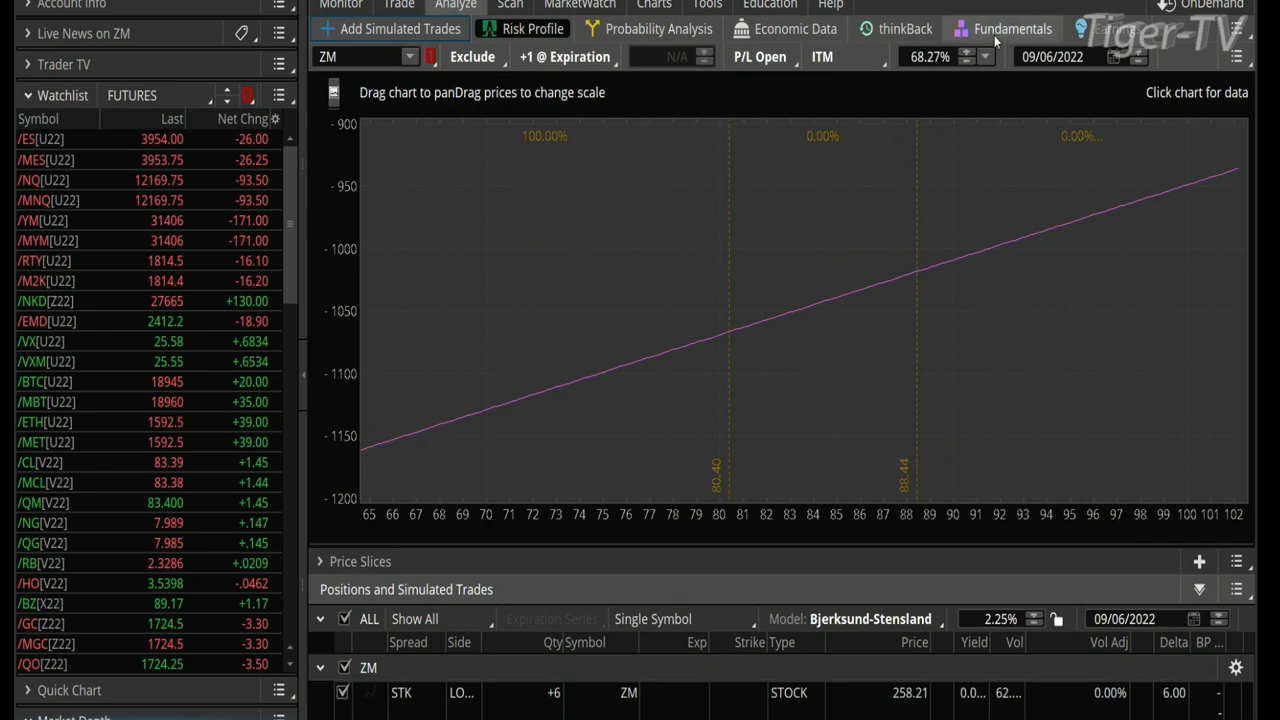 Monitor Trade Analyze Scan MarketWatch Charts Tools Education Help OnDemand
Account Info
Live News on ZM
Trader TV
Watchlist FUTURES
Symbol Last Net Chng
/ES[U22] 3954.00 -26.00
/MES[U22] 3953.75 -26.25
/NQ[U22] 12169.75 -93.50
/MNQ[U22] 12169.75 -93.50
/YM[U22] 31406 -171.00
/MYM[U22] 31406 -171.00
/RTY[U22] 1814.5 -16.10
/M2K[U22] 1814.4 -16.20
/NKD[Z22] 27665 +130.00
/EMD[U22] 2412.2 -18.90
/VX[U22] 25.58 +.6834
/VXM[U22] 25.55 +.6534
/BTC[U22] 18945 +20.00
/MBT[U22] 18960 +35.00
/ETH[U22] 1592.5 +39.00
/MET[U22] 1592.5 +39.00
/CL[V22] 83.39 +1.45
/MCL[V22] 83.38 +1.44
/QM[V22] 83.400 +1.45
/NG[V22] 7.989 +.147
/QG[V22] 7.985 +.145
/RB[V22] 2.3286 +.0209
/HO[V22] 3.5398 -.0462
/BZ[X22] 89.17 +1.17
/GC[Z22] 1724.5 -3.30
/MGC[Z22] 1724.5 -3.30
/QO[Z22] 1724.25 -3.50
Quick Chart
Market Depth
Add Simulated Trades Risk Profile Probability Analysis Economic Data thinkBack Fundamentals Earnings
Tiger-TV
ZM 1 Exclude +1 @ Expiration N/A P/L Open ITM 68.27% 09/06/2022
Drag chart to panDrag prices to change scale Click chart for data
100.00% 0.00% 0.00%...
-900
-950
-1000
-1050
-1100
-1150
-1200
80.40 88.44
65 66 67 68 69 70 71 72 73 74 75 76 77 78 79 80 81 82 83 84 85 86 87 88 89 90 91 92 93 94 95 96 97 98 99 100 101 102
Price Slices
Positions and Simulated Trades
ALL Show All Expiration Series Single Symbol Model: Bjerksund-Stensland 2.25% 09/06/2022
Spread Side Qty Symbol Exp Strike Type Price Yield Vol Vol Adj Delta BP ...
ZM
STK LO... +6 ZM STOCK 258.21 0.0... 62.... 0.00% 6.00 -
-